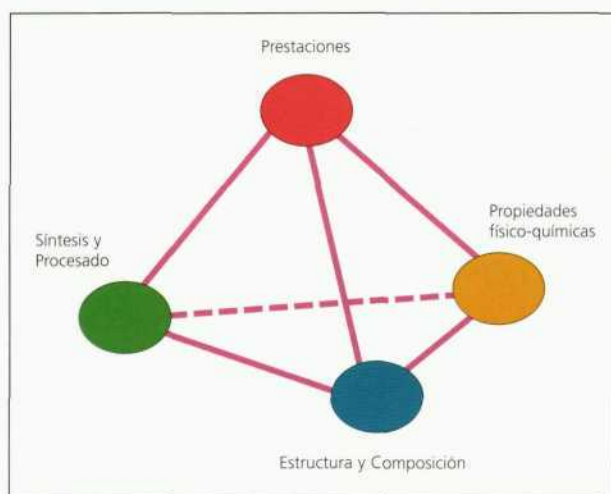 Prestaciones
Propiedades
físico-químicas
Síntesis y
Procesado
Estructura y Composición